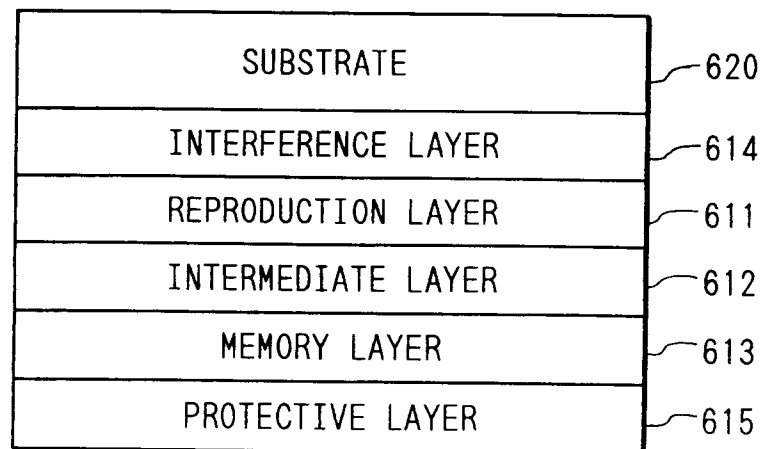 SUBSTRATE 620
INTERFERENCE LAYER 614
REPRODUCTION LAYER 611
INTERMEDIATE LAYER 612
MEMORY LAYER 613
PROTECTIVE LAYER 615